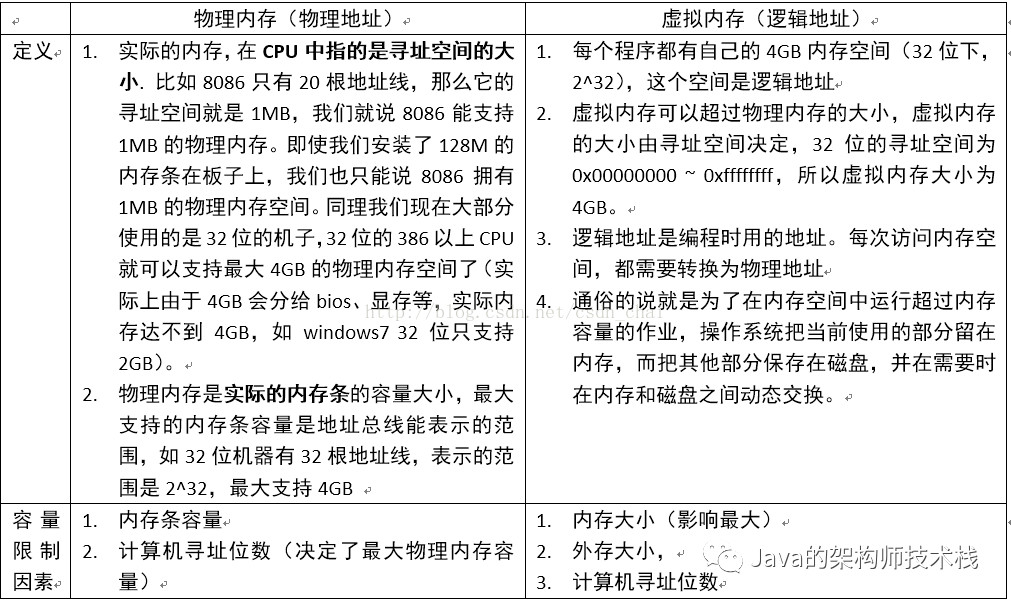 物理内存（物理地址）
虚拟内存（逻辑地址）
定义
1. 实际的内存，在 CPU 中指的是寻址空间的大
小. 比如 8086 只有 20 根地址线，那么它的
寻址空间就是 1MB，我们就说 8086 能支持
1MB 的物理内存。即使我们安装了 128M 的
内存条在板子上，我们也只能说 8086 拥有
1MB 的物理内存空间。同理我们现在大部分
使用的是 32 位的机子，32 位的 386 以上 CPU
就可以支持最大 4GB 的物理内存空间了（实
际上由于 4GB 会分给 bios、显存等，实际内
存达不到 4GB，如 windows7 32 位只支持
2GB）。
2. 物理内存是实际的内存条的容量大小，最大
支持的内存条容量是地址总线能表示的范
围，如 32 位机器有 32 根地址线，表示的范
围是 2^32，最大支持 4GB
1. 每个程序都有自己的 4GB 内存空间（32 位下，
2^32），这个空间是逻辑地址
2. 虚拟内存可以超过物理内存的大小，虚拟内存
的大小由寻址空间决定，32 位的寻址空间为
0x00000000 ~ 0xffffffff，所以虚拟内存大小为
4GB。
3. 逻辑地址是编程时用的地址。每次访问内存空
间，都需要转换为物理地址
4. 通俗的说就是为了在内存空间中运行超过内存
容量的作业，操作系统把当前使用的部分留在
内存，而把其他部分保存在磁盘，并在需要时
在内存和磁盘之间动态交换。
http://blog.csdn.net/csdn_chai
容量
限制
因素
1. 内存条容量
2. 计算机寻址位数（决定了最大物理内存容
量）
1. 内存大小（影响最大）
2. 外存大小，
3. 计算机寻址位数
Java的架构师技术栈